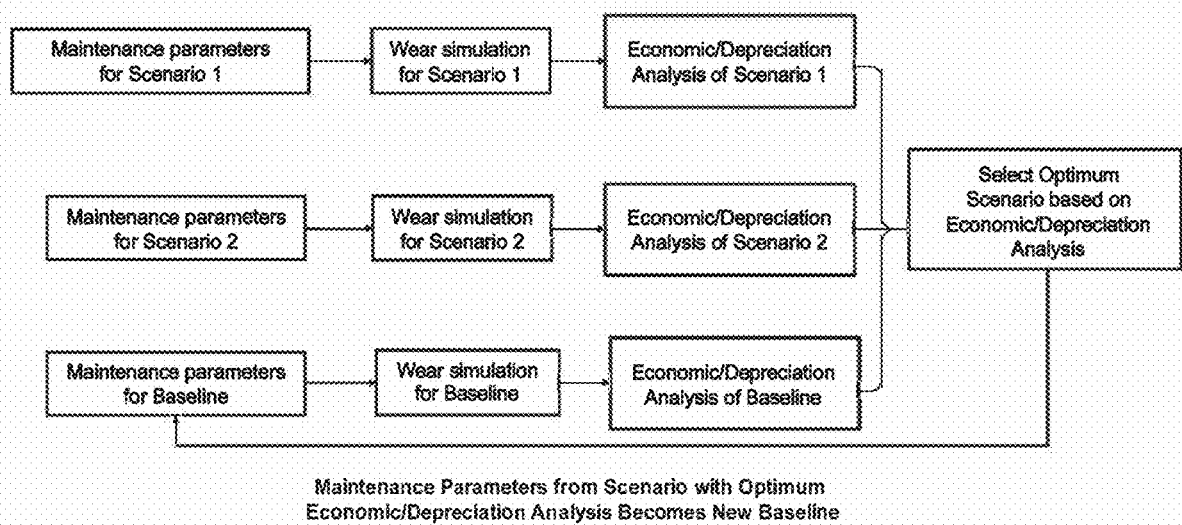 Maintenance parameters
for Scenario 1
Wear simulation
for Scenario 1
Economic/Depreciation
Analysis of Scenario 1
Maintenance parameters
for Scenario 2
Wear simulation
for Scenario 2
Economic/Depreciation
Analysis of Scenario 2
Select Optimum
Scenario based on
Economic/Depreciation
Analysis
Maintenance parameters
for Baseline
Wear simulation
for Baseline
Economic/Depreciation
Analysis of Baseline
Maintenance Parameters from Scenario with Optimum
Economic/Depreciation Analysis Becomes New Baseline